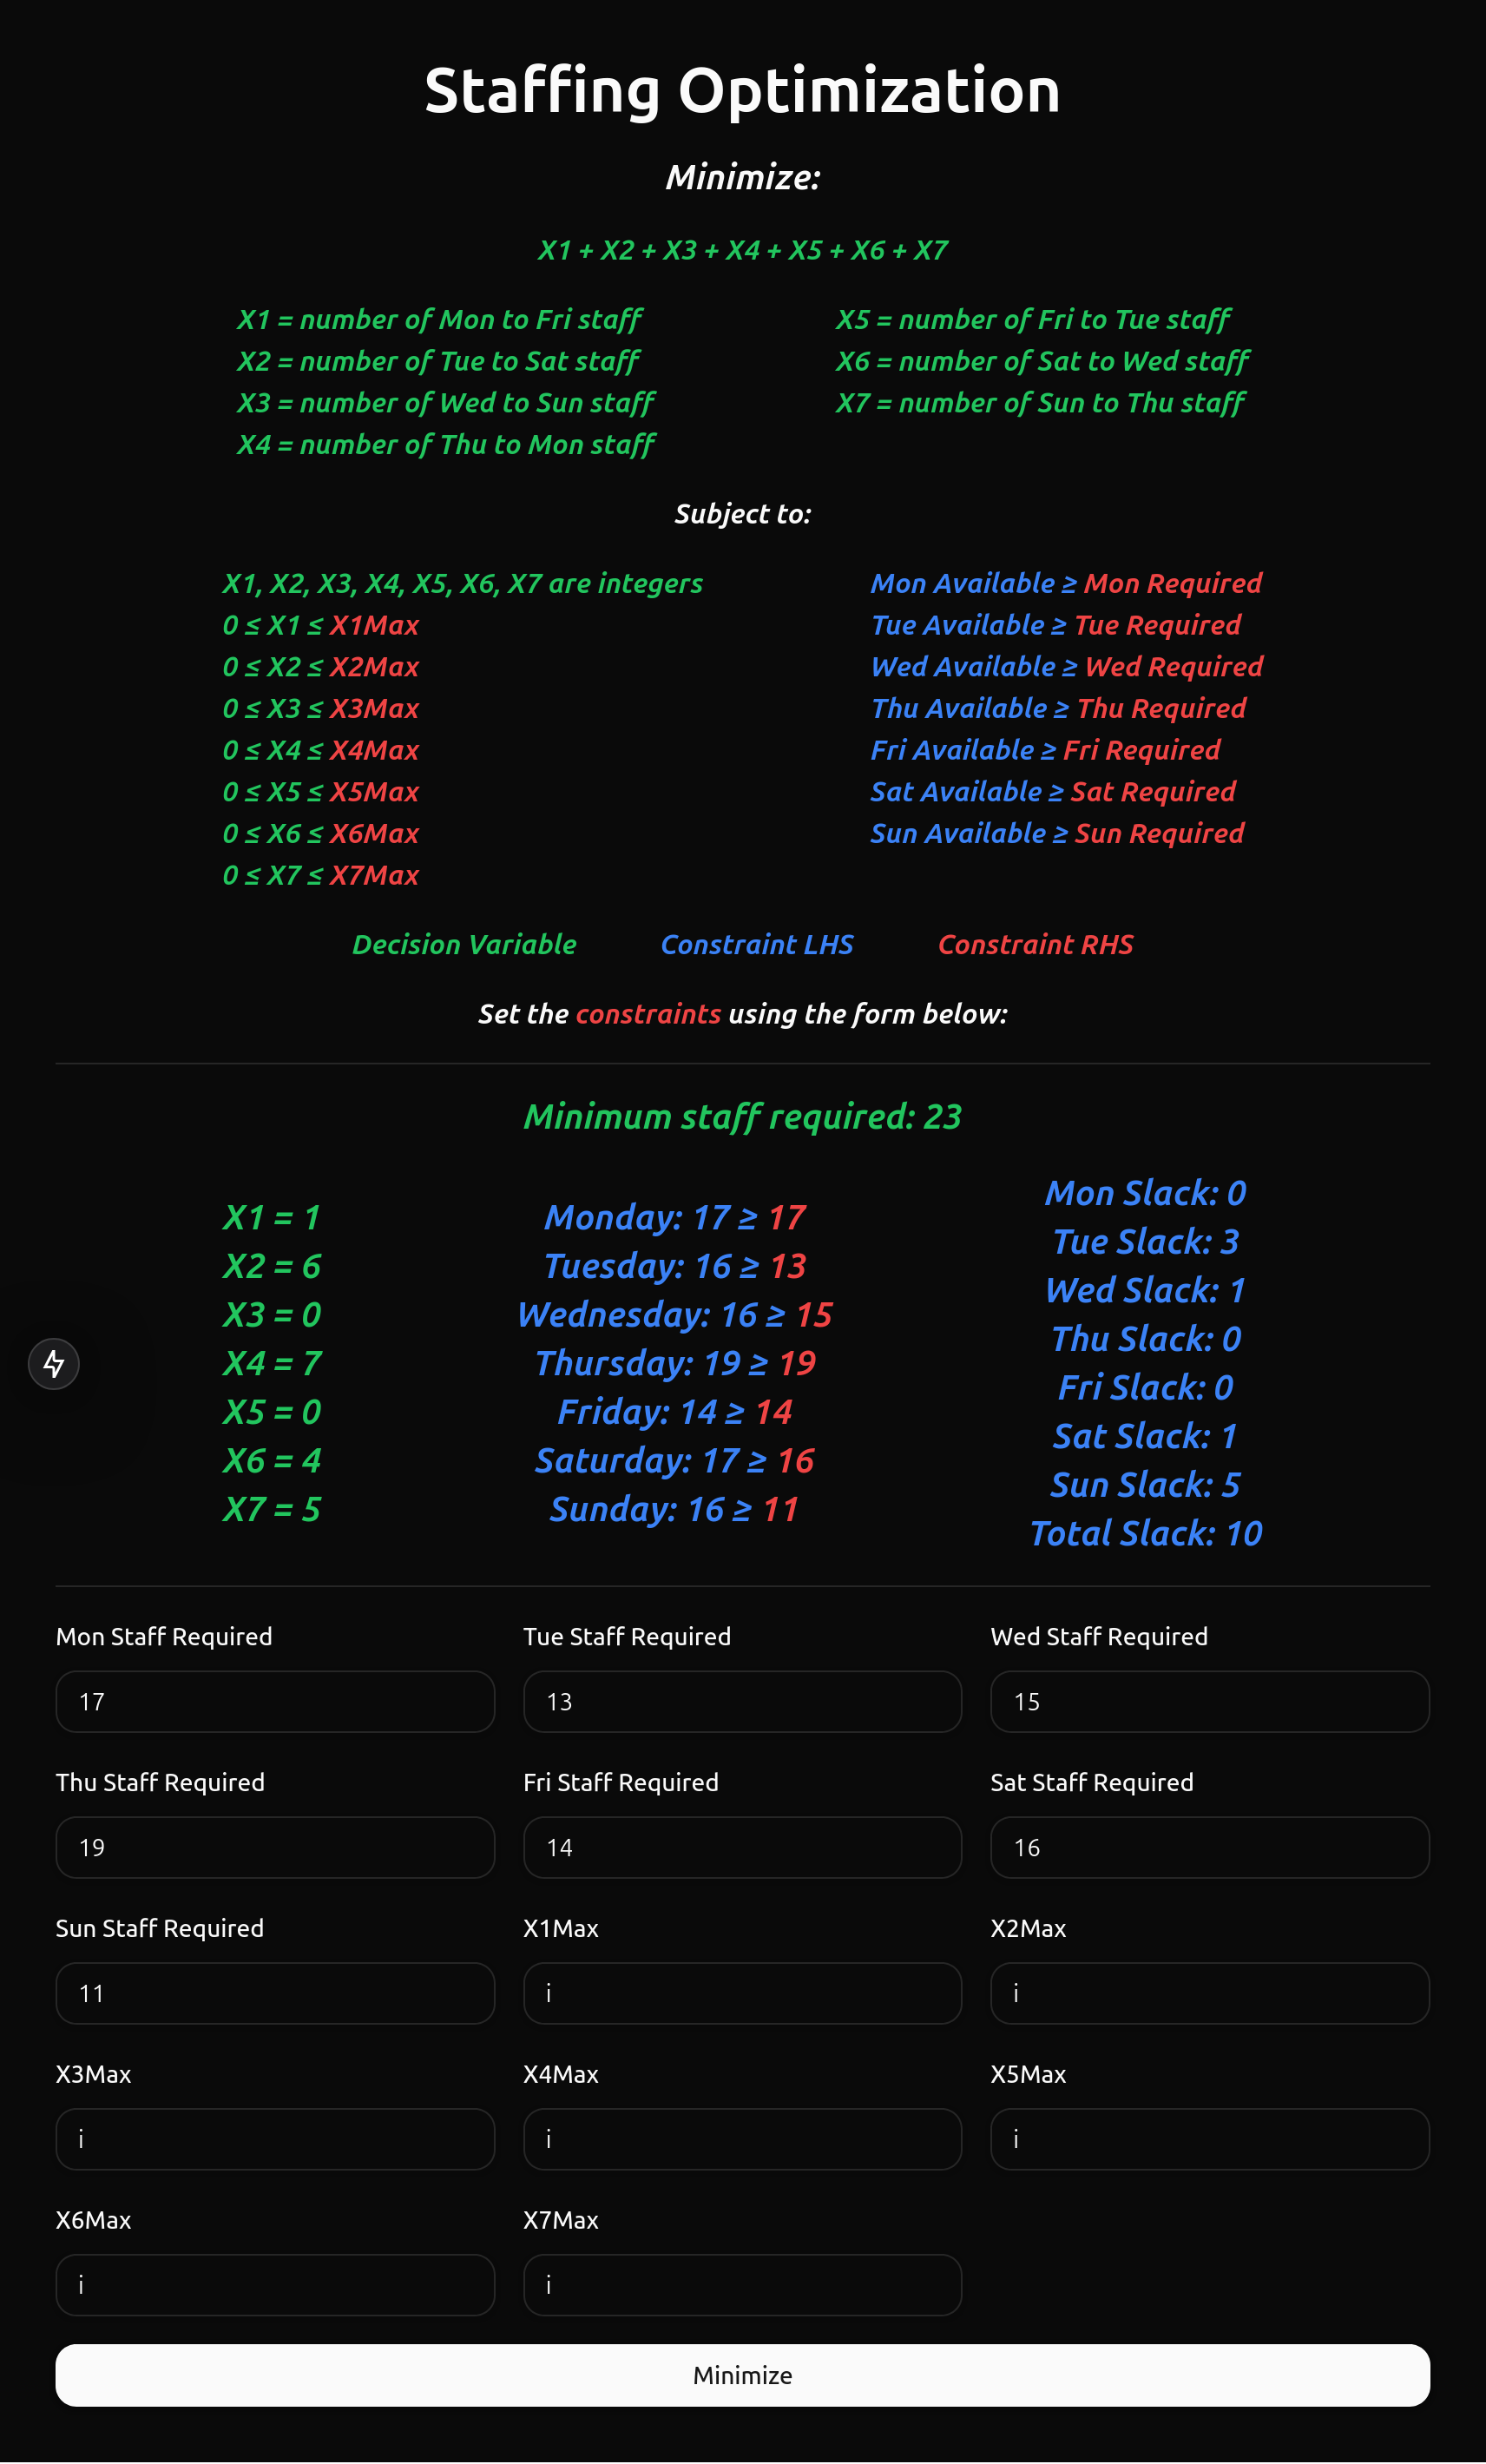 Staffing Optimization
Minimize:
X1 + X2 + X3 + X4 + X5 + X6 + X7
X1 = number of Mon to Fri staff
X2 = number of Tue to Sat staff
X3 = number of Wed to Sun staff
X4 = number of Thu to Mon staff
X5 = number of Fri to Tue staff
X6 = number of Sat to Wed staff
X7 = number of Sun to Thu staff
Subject to:
X1, X2, X3, X4, X5, X6, X7 are integers
0 ≤ X1 ≤ X1Max
0 ≤ X2 ≤ X2Max
0 ≤ X3 ≤ X3Max
0 ≤ X4 ≤ X4Max
0 ≤ X5 ≤ X5Max
0 ≤ X6 ≤ X6Max
0 ≤ X7 ≤ X7Max
Mon Available ≥ Mon Required
Tue Available ≥ Tue Required
Wed Available ≥ Wed Required
Thu Available ≥ Thu Required
Fri Available ≥ Fri Required
Sat Available ≥ Sat Required
Sun Available ≥ Sun Required
Decision Variable Constraint LHS Constraint RHS
Set the constraints using the form below:
Minimum staff required: 23
X1 = 1
X2 = 6
X3 = 0
X4 = 7
X5 = 0
X6 = 4
X7 = 5
Monday: 17 ≥ 17
Tuesday: 16 ≥ 13
Wednesday: 16 ≥ 15
Thursday: 19 ≥ 19
Friday: 14 ≥ 14
Saturday: 17 ≥ 16
Sunday: 16 ≥ 11
Mon Slack: 0
Tue Slack: 3
Wed Slack: 1
Thu Slack: 0
Fri Slack: 0
Sat Slack: 1
Sun Slack: 5
Total Slack: 10
Mon Staff Required Tue Staff Required Wed Staff Required
17 13 15
Thu Staff Required Fri Staff Required Sat Staff Required
19 14 16
Sun Staff Required X1Max X2Max
11 i i
X3Max X4Max X5Max
i i i
X6Max X7Max
i i
Minimize